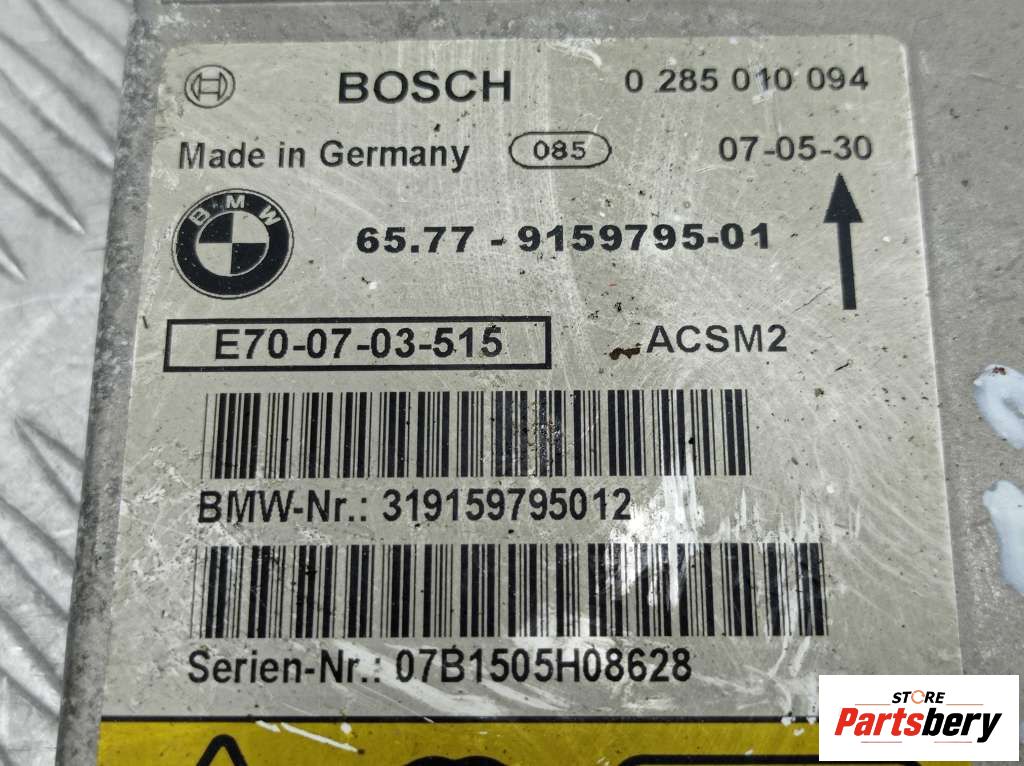 BOSCH 0 285 010 094
Made in Germany 085 07-05-30
BMW 65.77 - 9159795-01
E70-07-03-515 ACSM2
BMW-Nr.: 319159795012
Serien-Nr.: 07B1505H08628
STORE
Partsbery